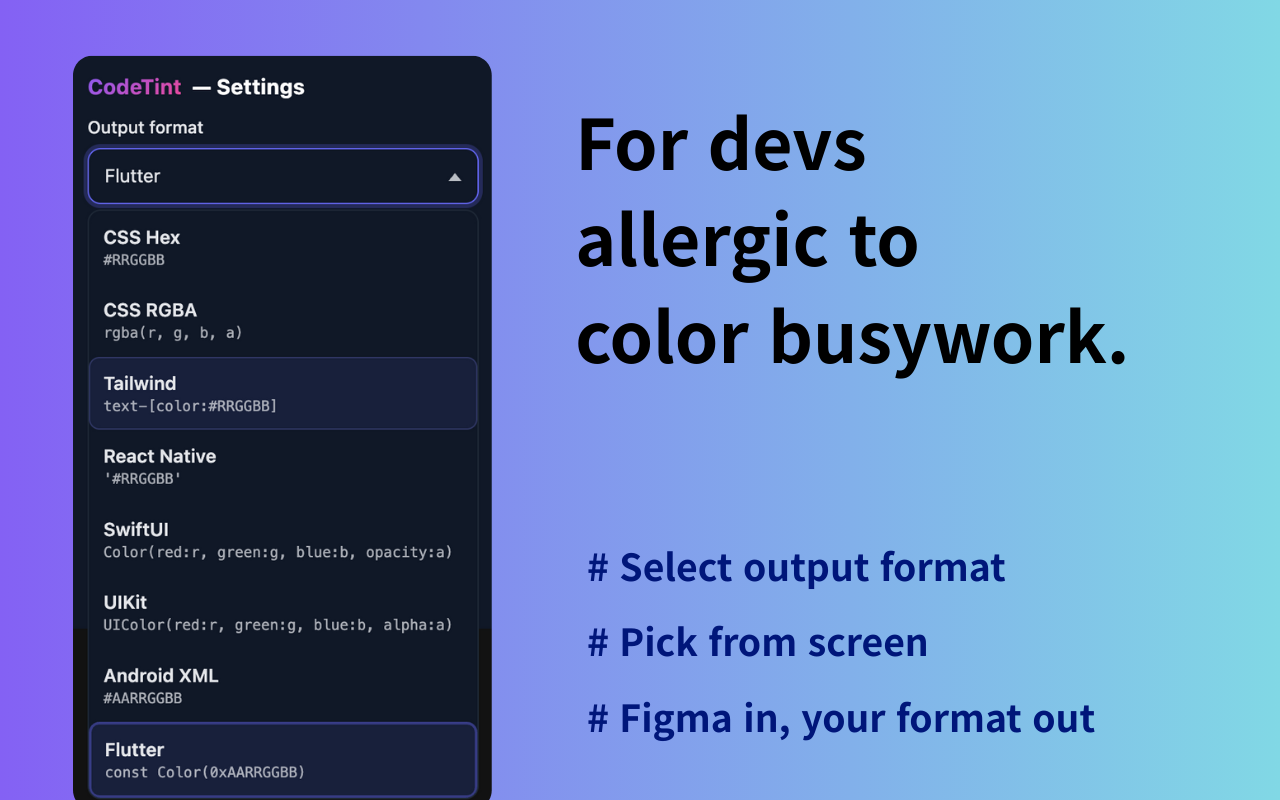 CodeTint — Settings
Output format
Flutter
CSS Hex
#RRGGBB
CSS RGBA
rgba(r, g, b, a)
Tailwind
text-[color:#RRGGBB]
React Native
'#RRGGBB'
SwiftUI
Color(red:r, green:g, blue:b, opacity:a)
UIKit
UIColor(red:r, green:g, blue:b, alpha:a)
Android XML
#AARRGGBB
Flutter
const Color(0xAARRGGBB)
For devs
allergic to
color busywork.
# Select output format
# Pick from screen
# Figma in, your format out